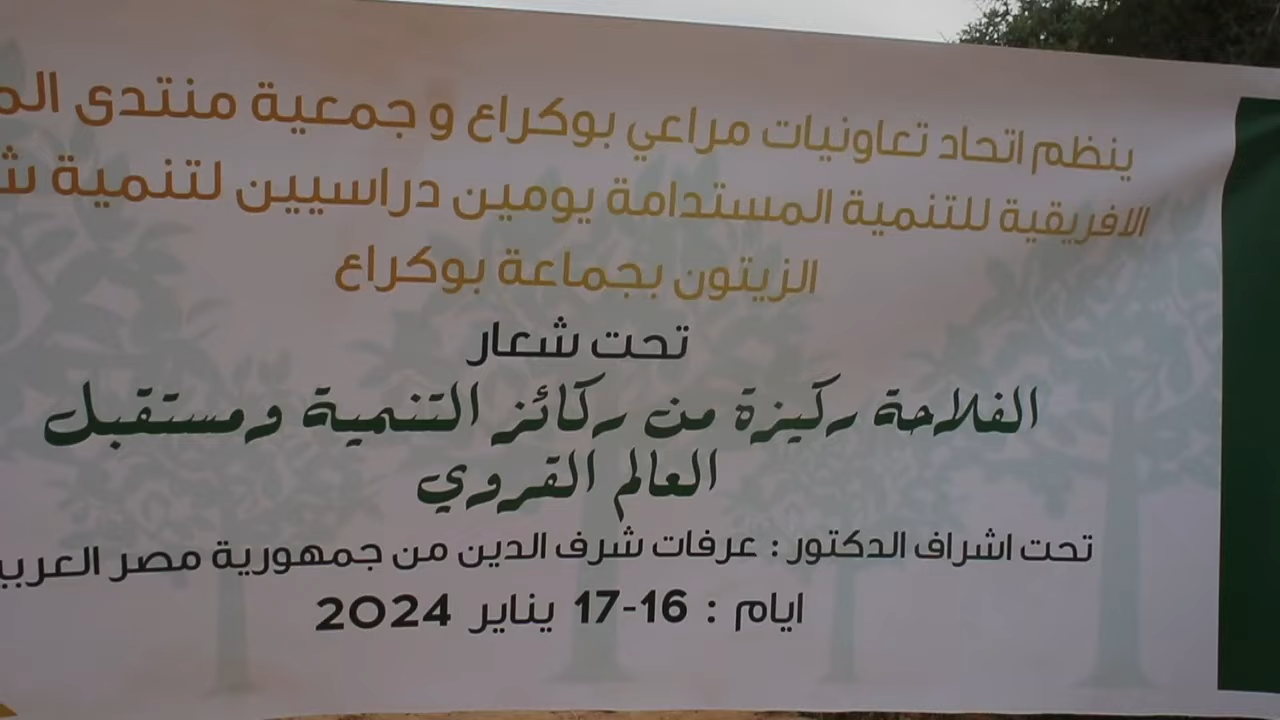 ينظم اتحاد تعاونيات مراعي بوكراع و جمعية منتدى
الافريقية للتنمية المستدامة يومين دراسيين لتنمية
الزيتون بجماعة بوكراع
تحت شعار
الفلاحة ركيزة من ركائز التنمية ومستقبل
العالم القروي
تحت اشراف الدكتور : عرفات شرف الدين من جمهورية مصر
ايام : 16-17 يناير 2024